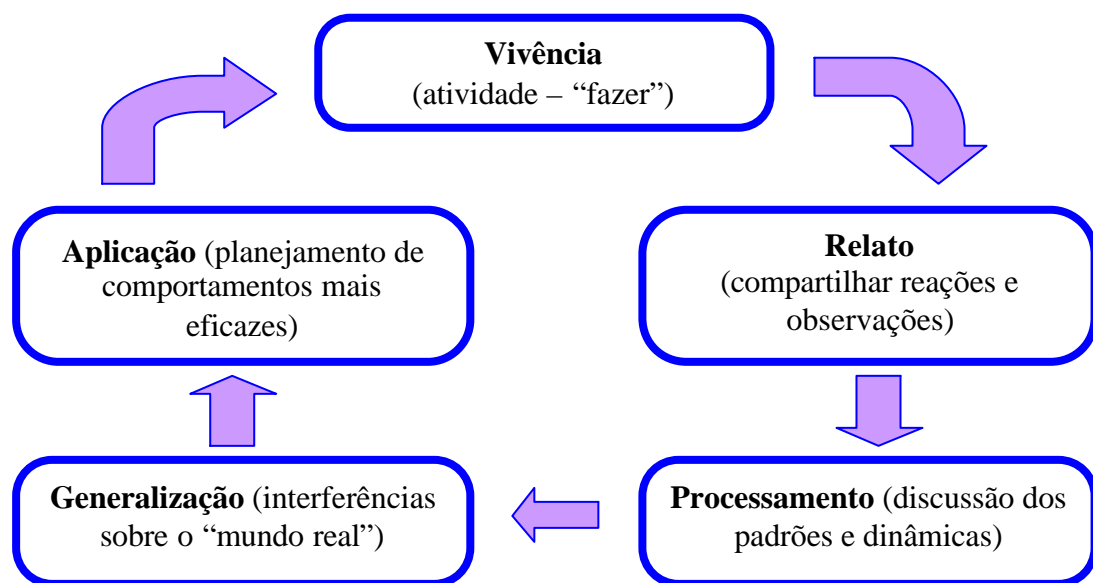 Vivência
(atividade – “fazer”)
Relato
(compartilhar reações e
observações)
Processamento (discussão dos
padrões e dinâmicas)
Generalização (interferências
sobre o “mundo real”)
Aplicação (planejamento de
comportamentos mais
eficazes)